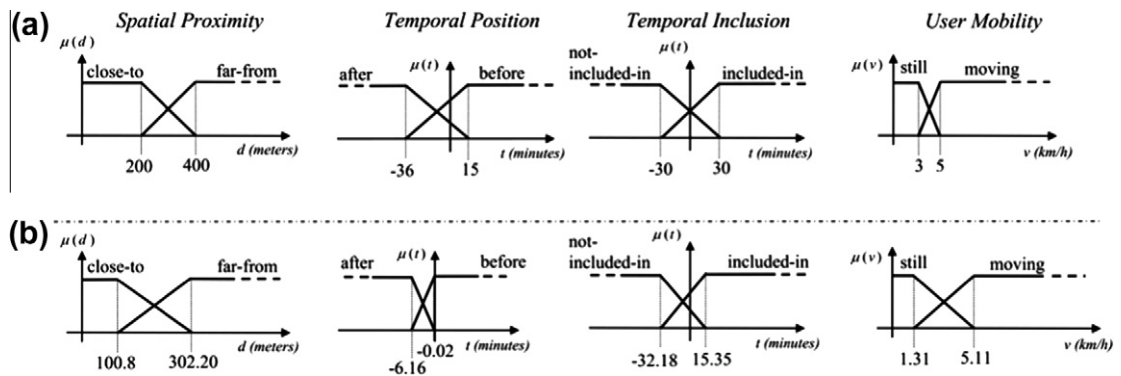 (a) Spatial Proximity Temporal Position Temporal Inclusion User Mobility
μ(d) close-to far-from
200 400 d (meters)
after μ(t) before
-36 15 t (minutes)
not- μ(t)
included-in included-in
-30 30 t (minutes)
μ(v) still moving
3 5 v (km/h)
(b)
μ(d) close-to far-from
100.8 302.20 d (meters)
after μ(t) before
-6.16 -0.02 t (minutes)
not- μ(t)
included-in included-in
-32.18 15.35 t (minutes)
μ(v) still moving
1.31 5.11 v (km/h)